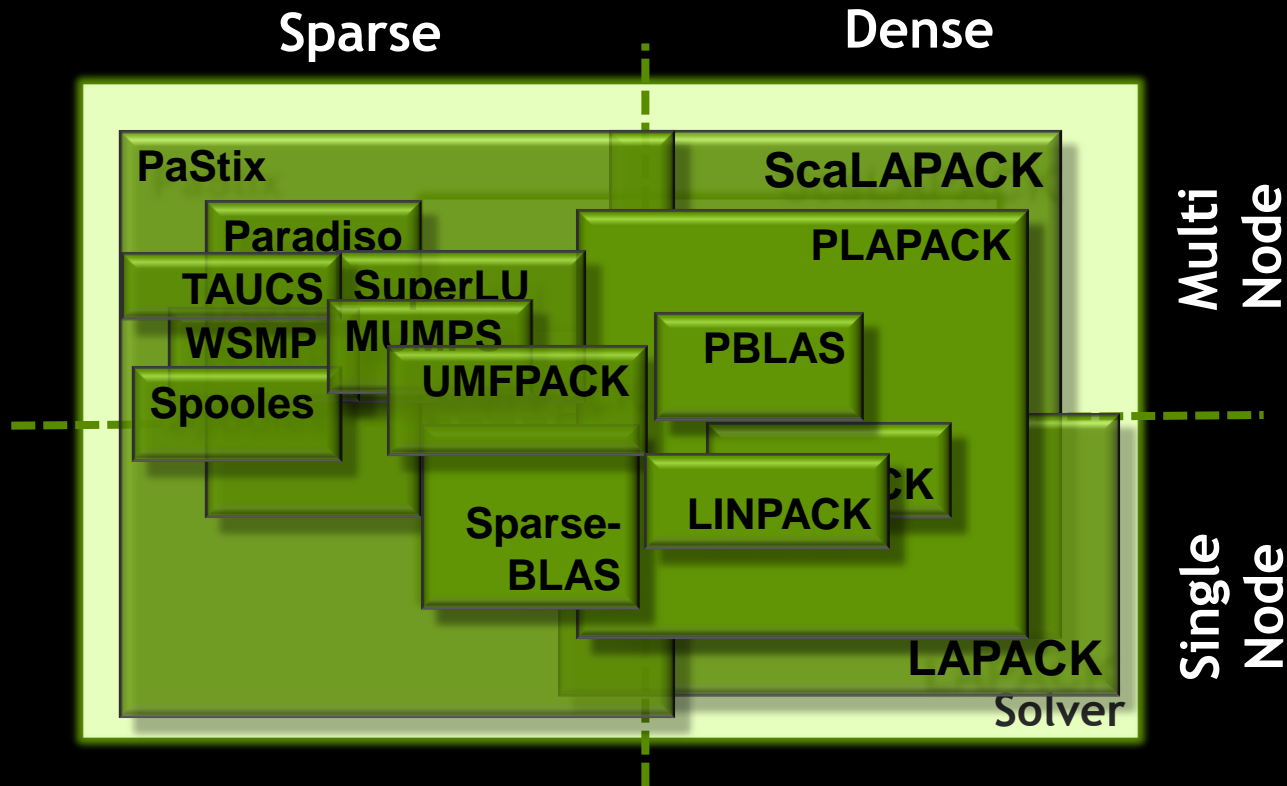 Sparse
Dense
PaStix
ScaLAPACK
Paradiso
PLAPACK
TAUCS
SuperLU
WSMP
MUMPS
PBLAS
UMFPACK
Spooles
CK
LINPACK
Sparse-
BLAS
LAPACK
Solver
Multi
Node
Single
Node